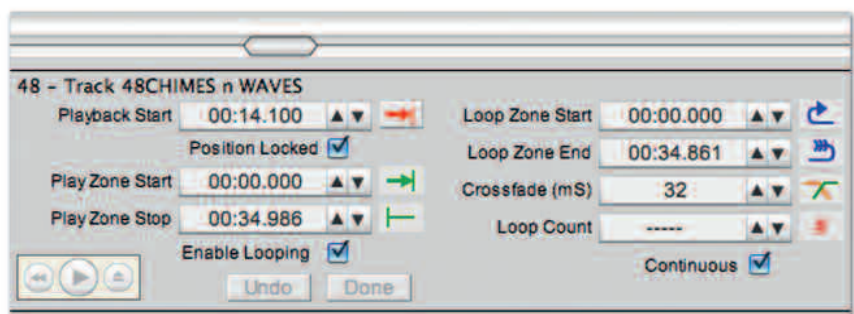 48 - Track 48CHIMES n WAVES
Playback Start 00:14.100
Position Locked
Play Zone Start 00:00.000
Play Zone Stop 00:34.986
Enable Looping
Undo Done
Loop Zone Start 00:00.000
Loop Zone End 00:34.861
Crossfade (mS) 32
Loop Count -----
Continuous